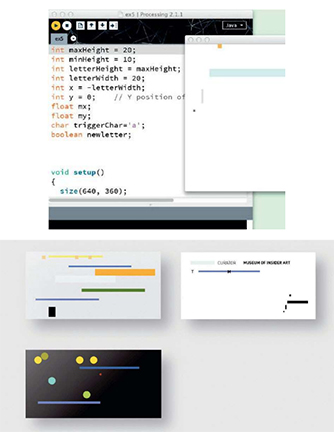 ex5 | Processing 2.1.1
Java
ex5
int maxHeight = 20;
int minHeight = 10;
int letterHeight = maxHeight;
int letterWidth = 20;
int x = -letterWidth;
int y = 0; // Y position of
float mx;
float my;
char triggerChar='a';
boolean newletter;
void setup()
{
size(640, 360);
CURATOR MUSEUM OF INSIDER ART
T